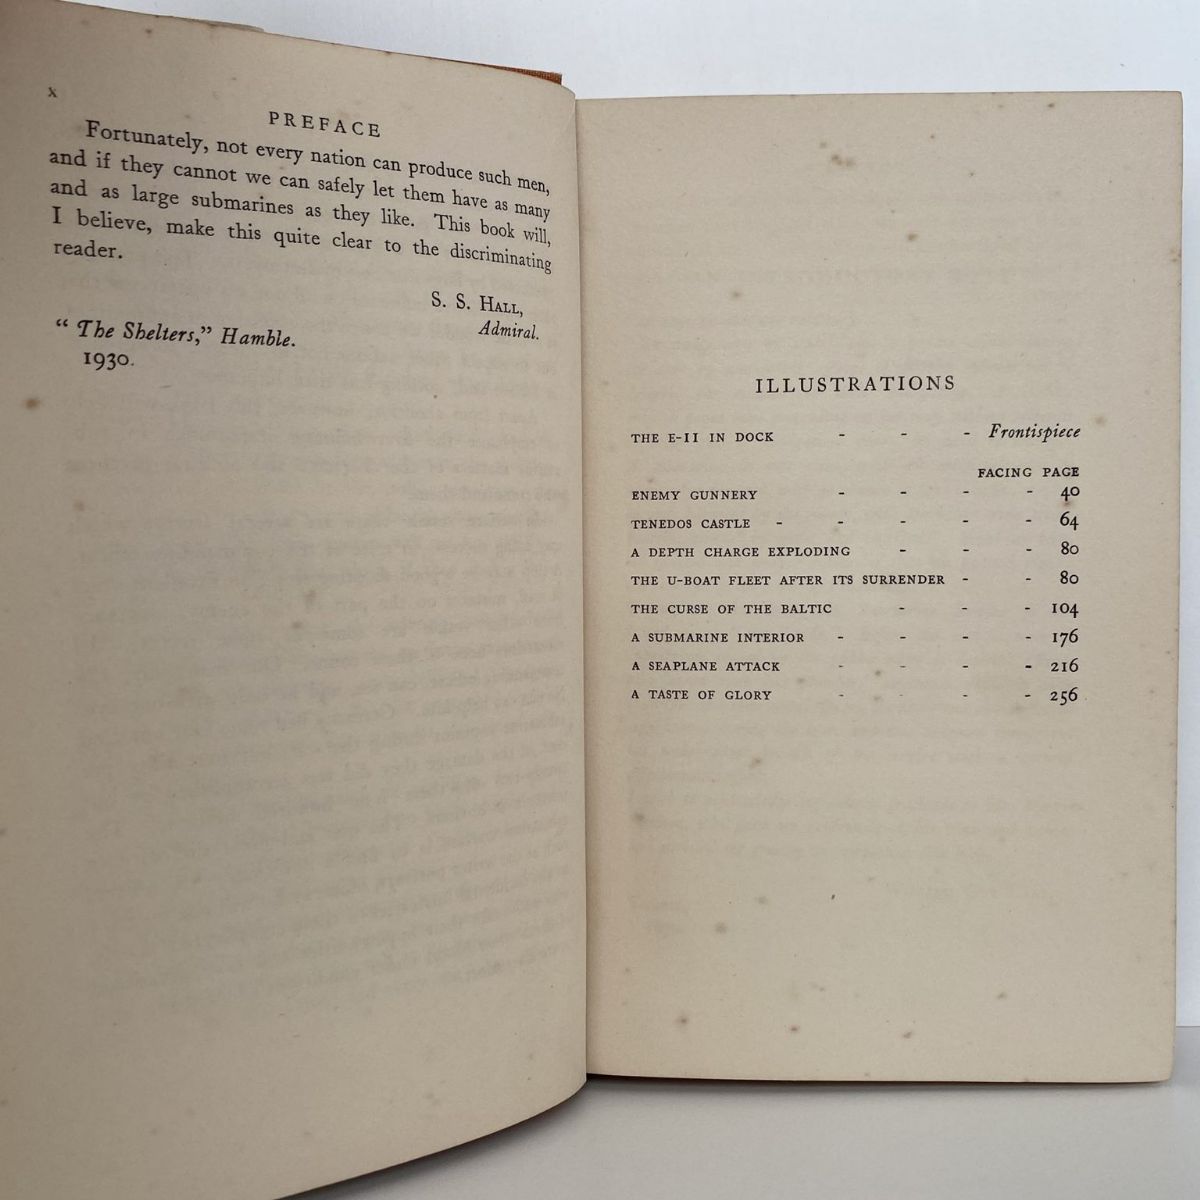 x
PREFACE
Fortunately, not every nation can produce such men,
and if they cannot we can safely let them have as many
and as large submarines as they like. This book will,
I believe, make this quite clear to the discriminating
reader.
S. S. HALL,
Admiral.
“ The Shelters,” Hamble.
1930.
ILLUSTRATIONS
THE E-11 IN DOCK - - - Frontispiece
FACING PAGE
ENEMY GUNNERY - - - - 40
TENEDOS CASTLE - - - - - 64
A DEPTH CHARGE EXPLODING - - - 80
THE U-BOAT FLEET AFTER ITS SURRENDER - - 80
THE CURSE OF THE BALTIC - - - 104
A SUBMARINE INTERIOR - - - - 176
A SEAPLANE ATTACK - - - - 216
A TASTE OF GLORY - - - - 256